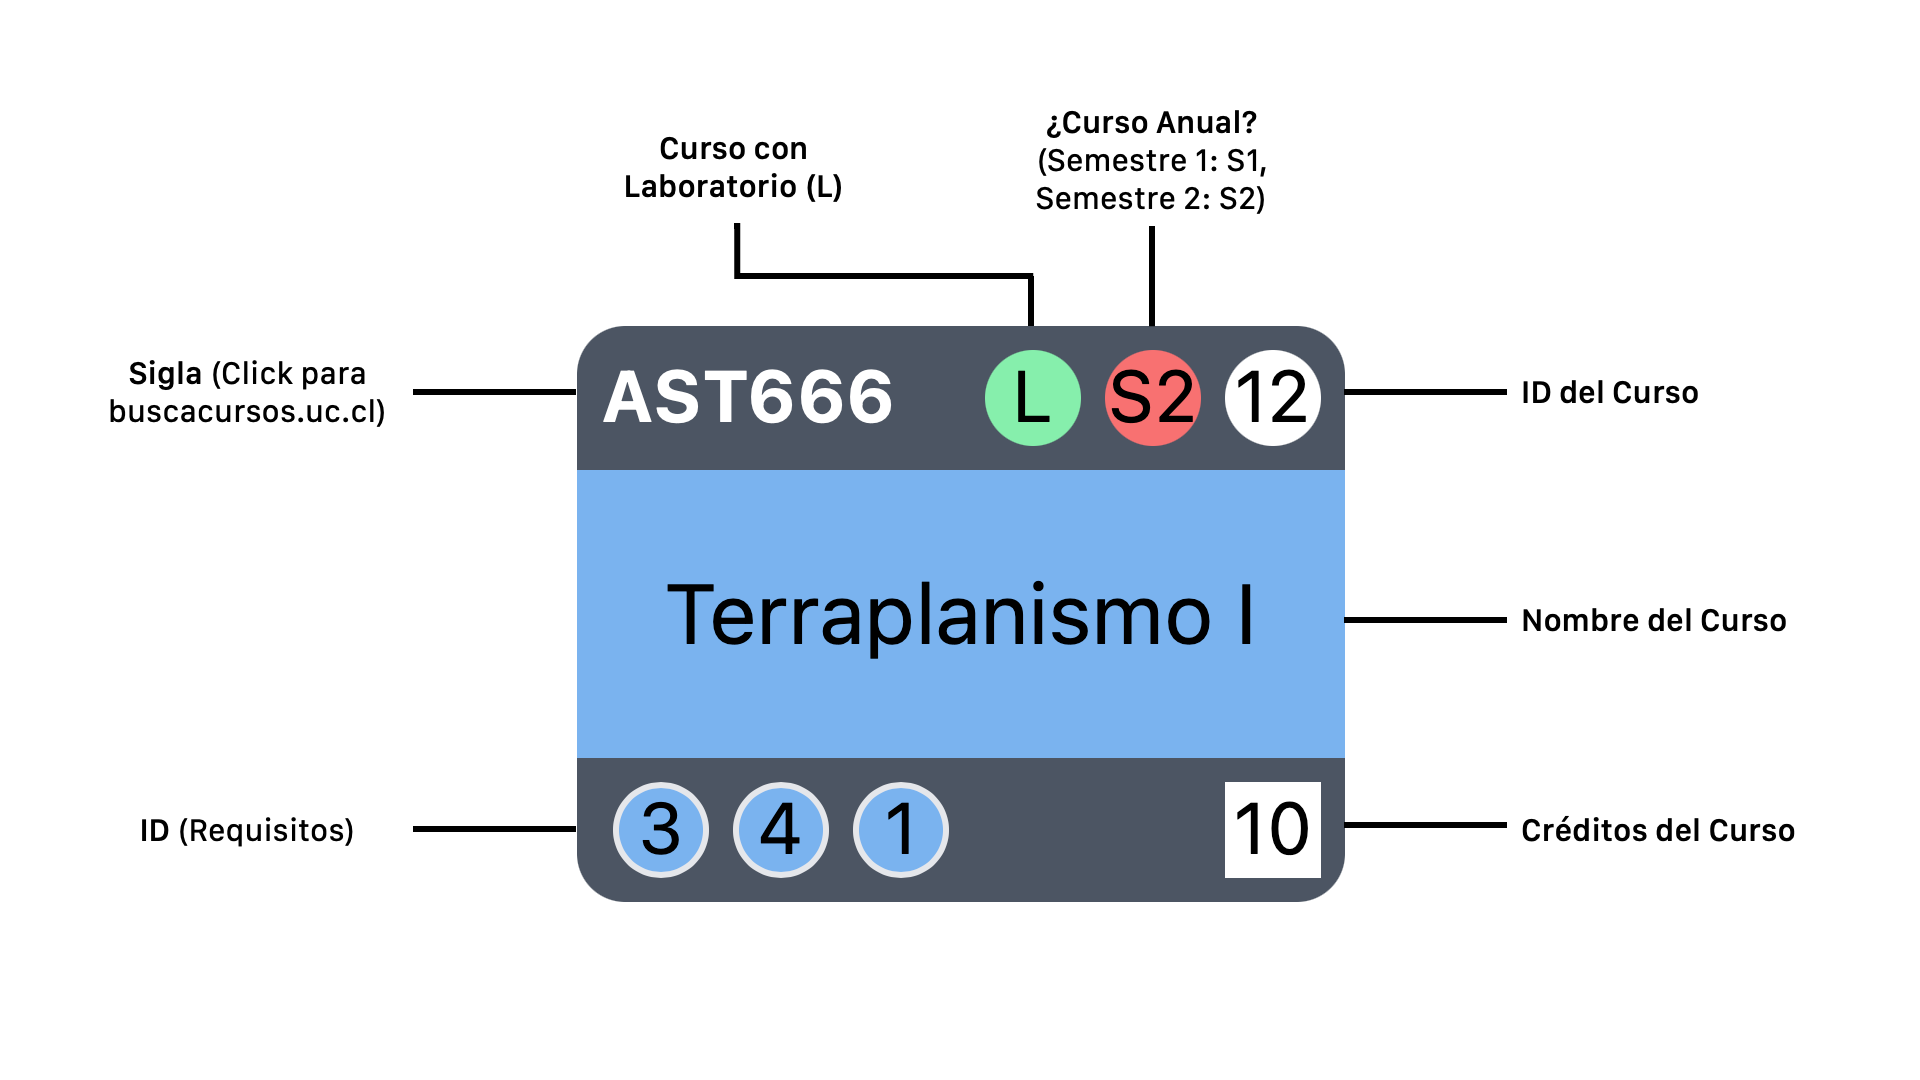 ¿Curso Anual?
(Semestre 1: S1,
Semestre 2: S2)
Curso con
Laboratorio (L)
Sigla (Click para
buscacursos.uc.cl)
AST666 L S2 12
ID del Curso
Terraplanismo I
Nombre del Curso
ID (Requisitos)
3 4 1 10
Créditos del Curso